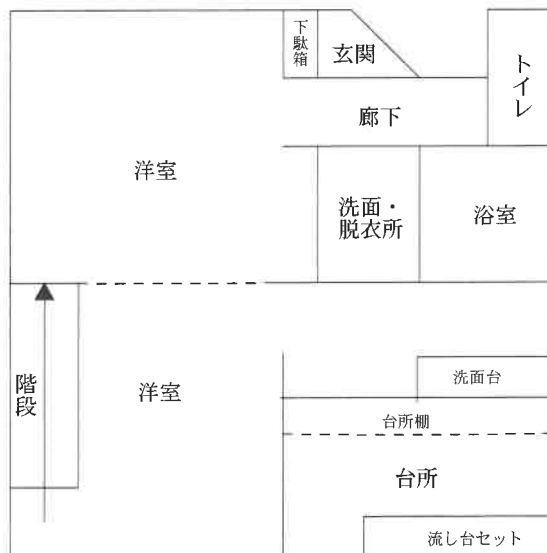 下駄箱
玄関
トイレ
廊下
洋室
洗面・
脱衣所
浴室
階段
洋室
洗面台
台所棚
台所
流し台セット